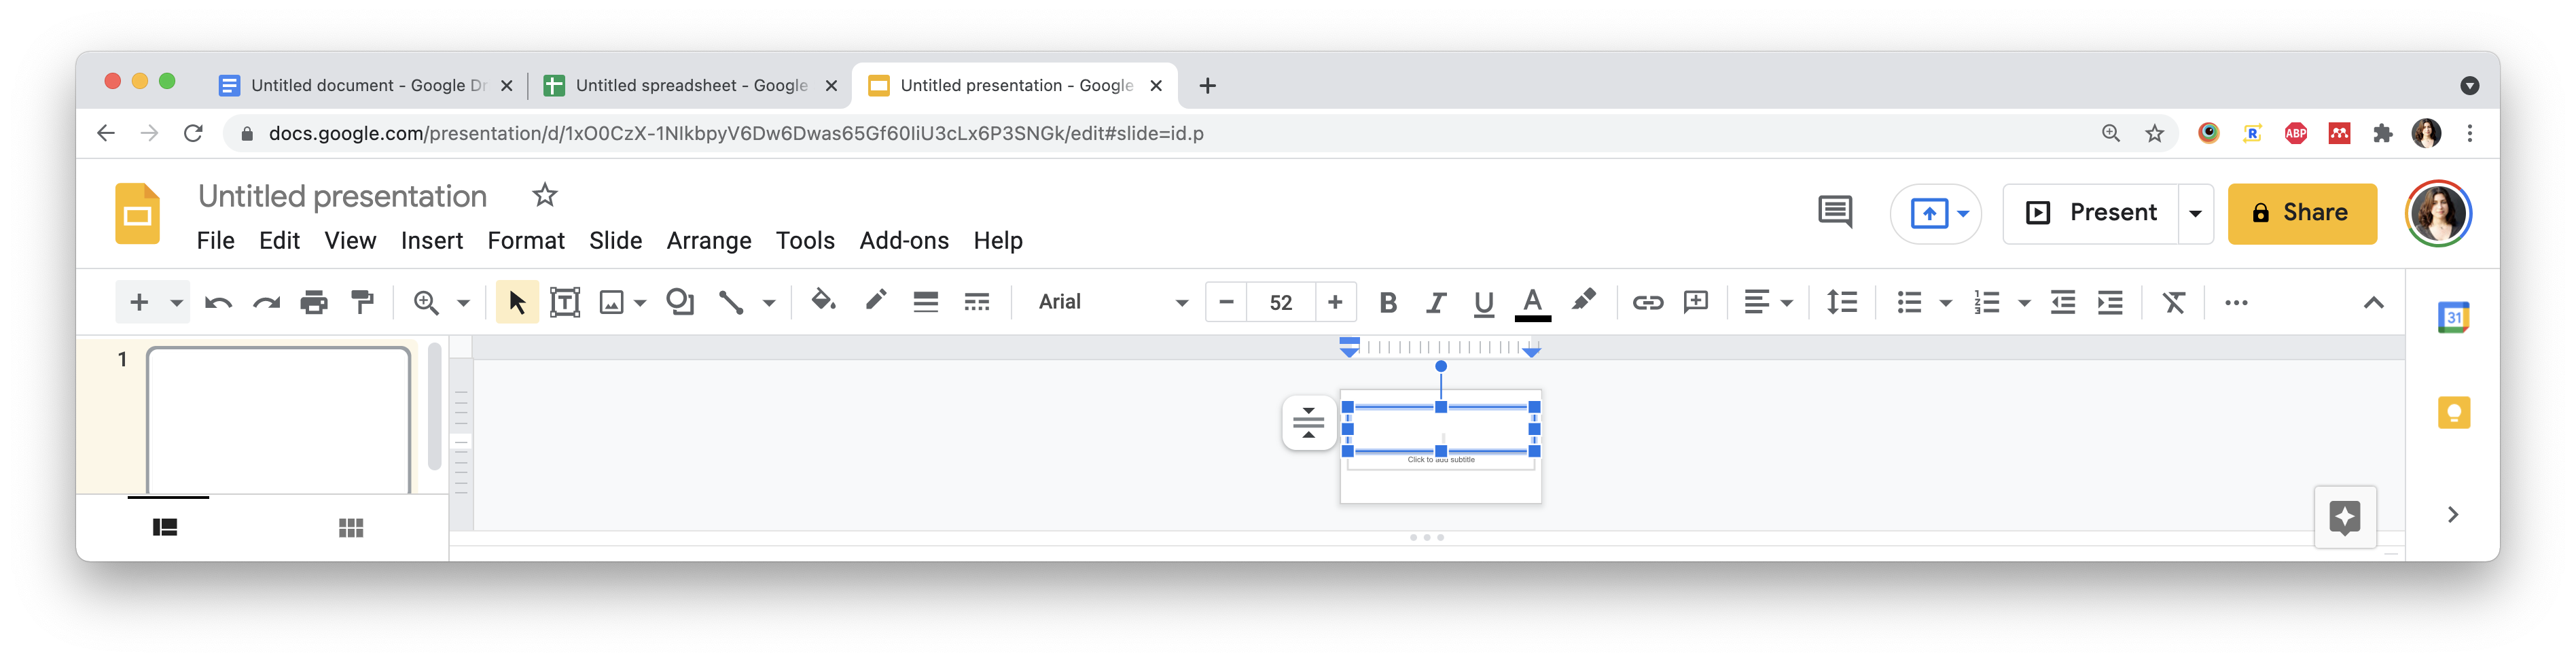 Untitled document - Google Dr
Untitled spreadsheet - Google
Untitled presentation - Google
docs.google.com/presentation/d/1xO0CzX-1NIkbpyV6Dw6Dwas65Gf60IiU3cLx6P3SNGk/edit#slide=id.p
R
ABP
Untitled presentation
Present
Share
File Edit View Insert Format Slide Arrange Tools Add-ons Help
Arial
52
B I U A
31
1
Click to add subtitle